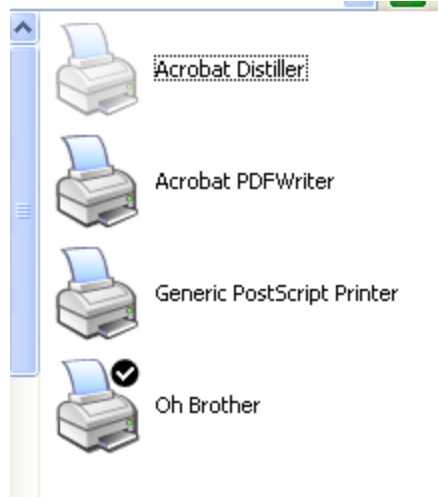 Acrobat Distiller
Acrobat PDFWriter
Generic PostScript Printer
Oh Brother